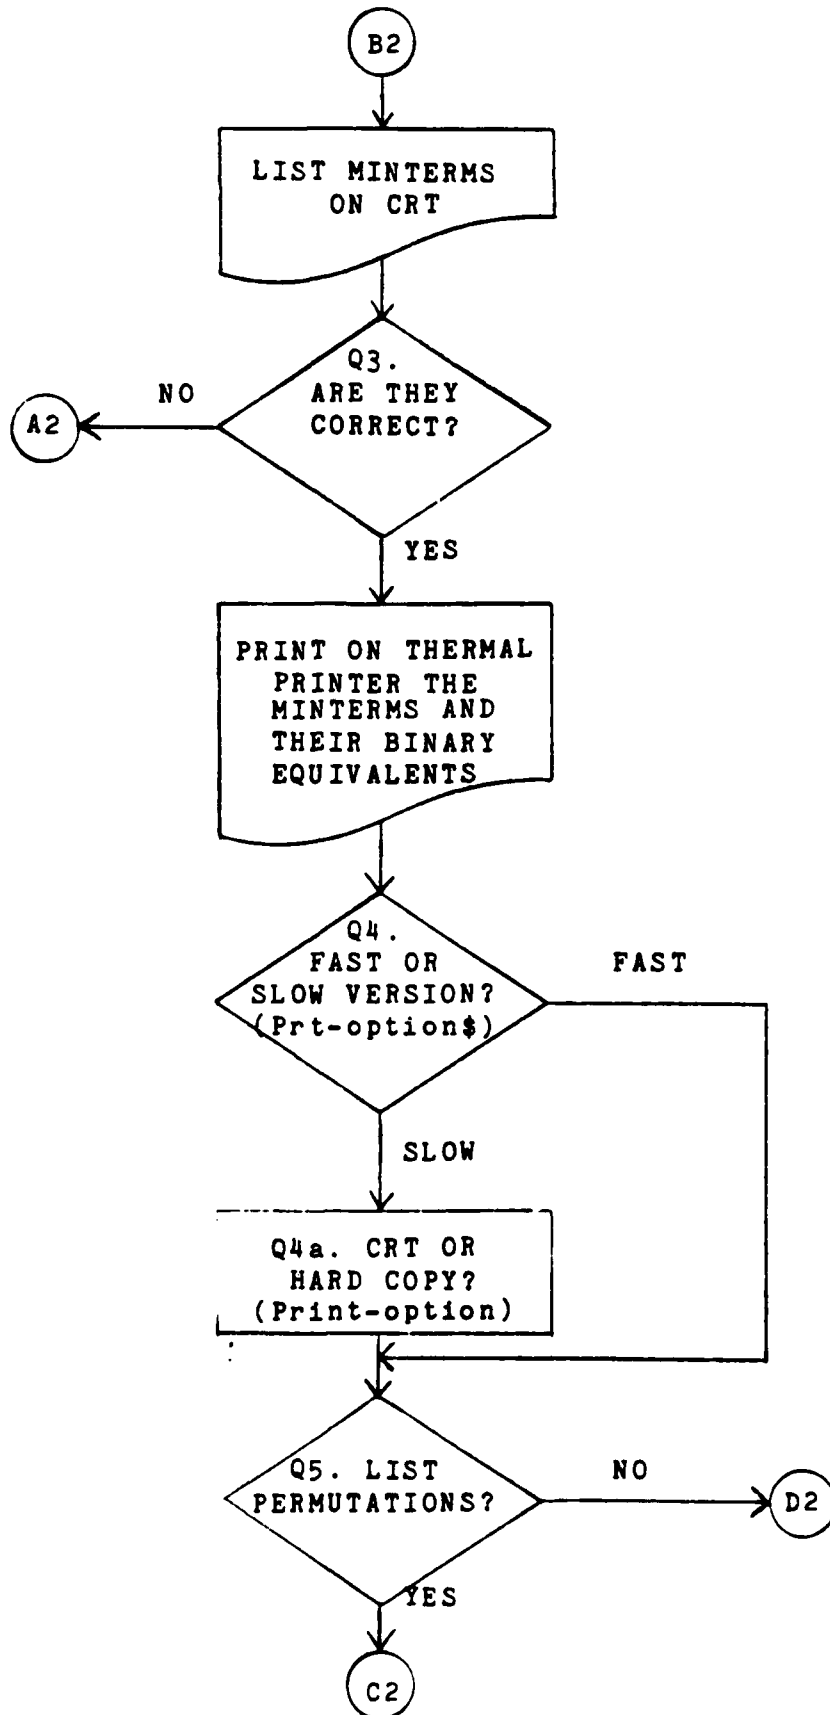 B2
LIST MINTERMS
ON CRT
Q3.
ARE THEY
CORRECT?
NO
A2
YES
PRINT ON THERMAL
PRINTER THE
MINTERMS AND
THEIR BINARY
EQUIVALENTS
Q4.
FAST OR
SLOW VERSION?
(Prt-option$)
FAST
SLOW
Q4a. CRT OR
HARD COPY?
(Print-option)
Q5. LIST
PERMUTATIONS?
NO
D2
YES
C2